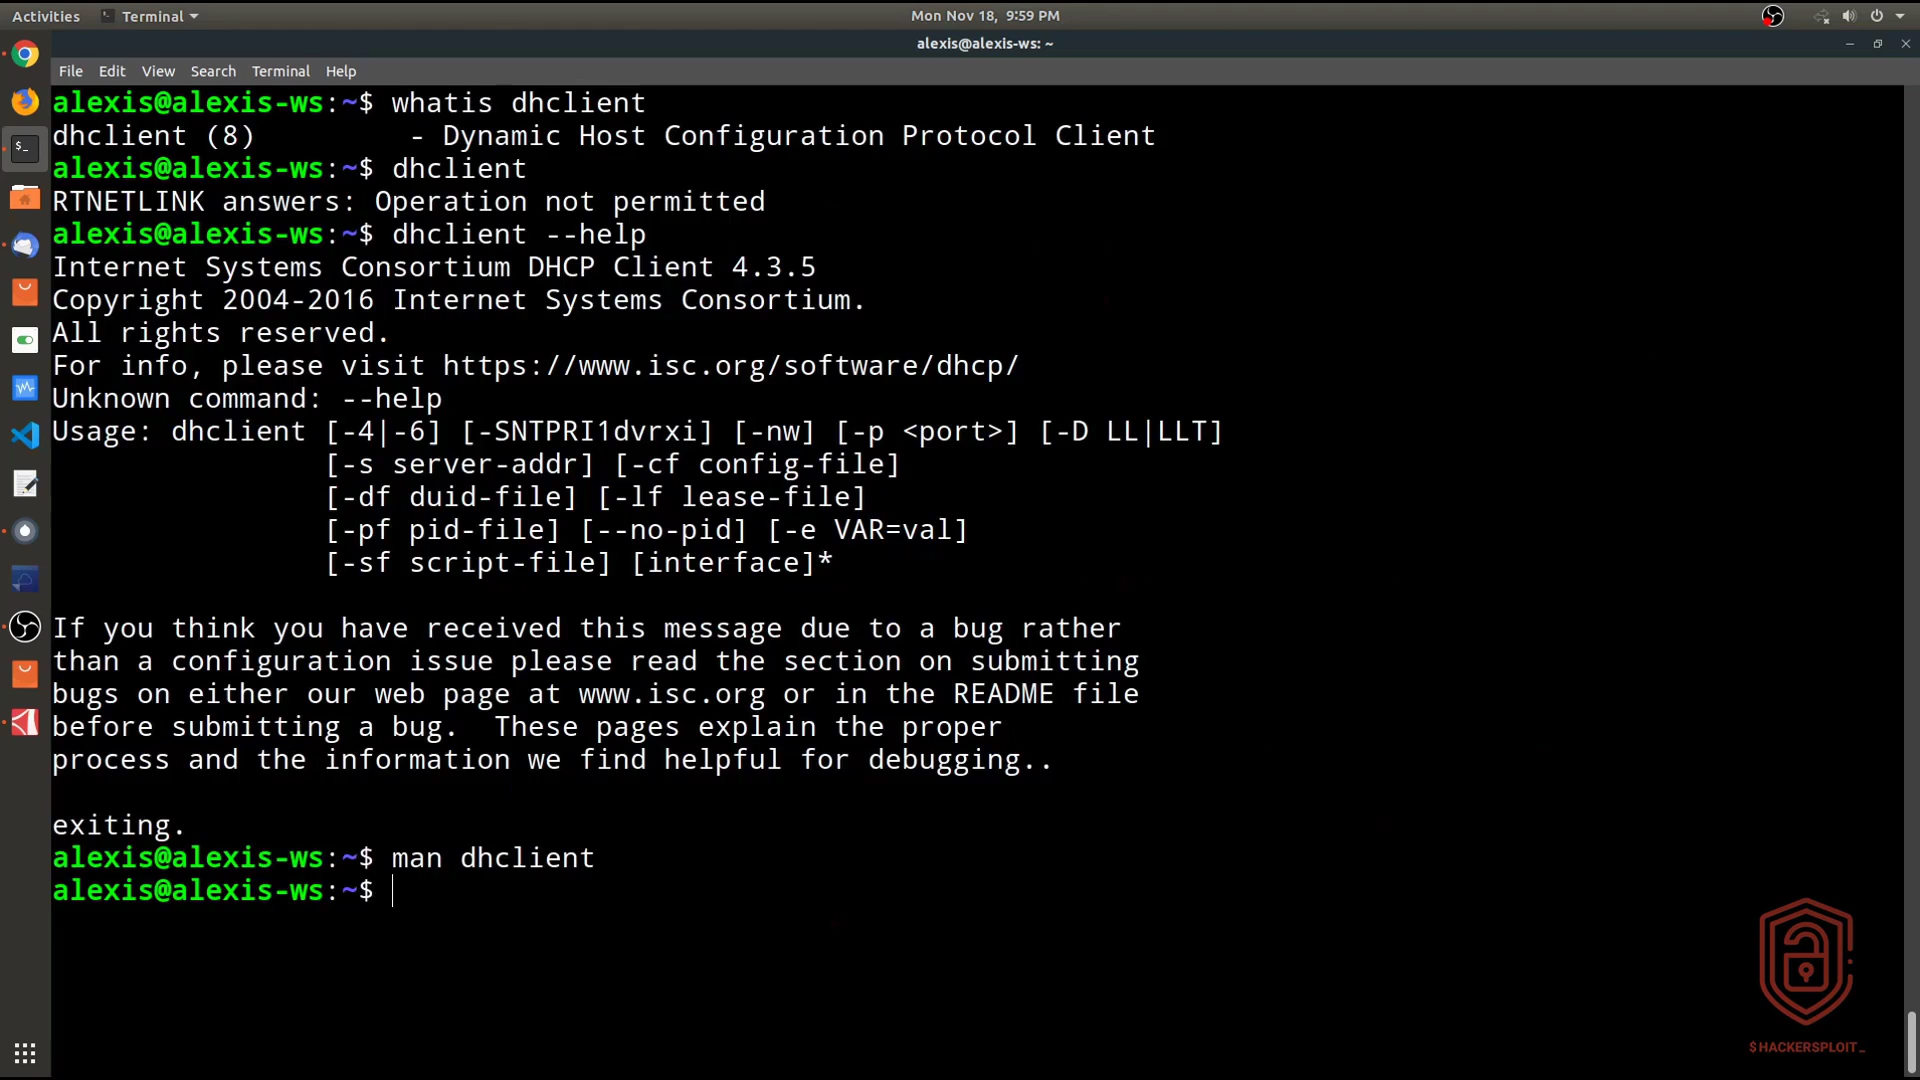 Activities Terminal Mon Nov 18, 9:59 PM
alexis@alexis-ws: ~
File Edit View Search Terminal Help
alexis@alexis-ws:~$ whatis dhclient
dhclient (8)         - Dynamic Host Configuration Protocol Client
alexis@alexis-ws:~$ dhclient
RTNETLINK answers: Operation not permitted
alexis@alexis-ws:~$ dhclient --help
Internet Systems Consortium DHCP Client 4.3.5
Copyright 2004-2016 Internet Systems Consortium.
All rights reserved.
For info, please visit https://www.isc.org/software/dhcp/
Unknown command: --help
Usage: dhclient [-4|-6] [-SNTPRI1dvrxi] [-nw] [-p <port>] [-D LL|LLT]
                [-s server-addr] [-cf config-file]
                [-df duid-file] [-lf lease-file]
                [-pf pid-file] [--no-pid] [-e VAR=val]
                [-sf script-file] [interface]*
If you think you have received this message due to a bug rather
than a configuration issue please read the section on submitting
bugs on either our web page at www.isc.org or in the README file
before submitting a bug.  These pages explain the proper
process and the information we find helpful for debugging..
exiting.
alexis@alexis-ws:~$ man dhclient
alexis@alexis-ws:~$
$HACKERSPLOIT_